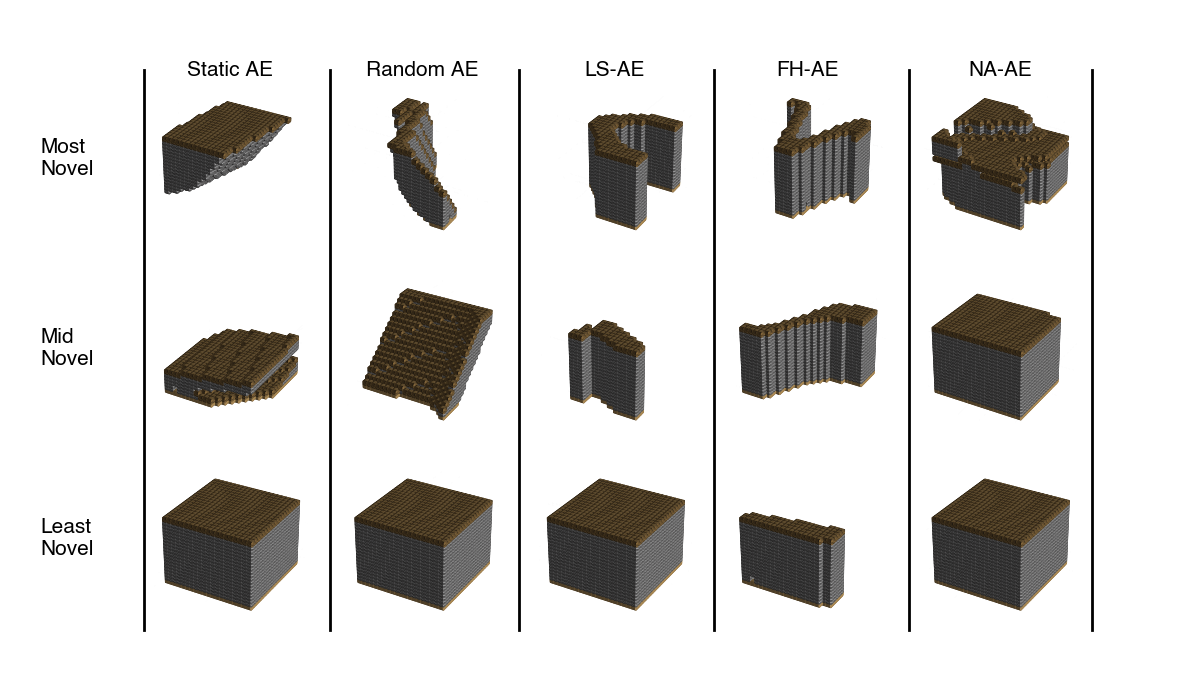 Static AE
Random AE
LS-AE
FH-AE
NA-AE
Most
Novel
Mid
Novel
Least
Novel